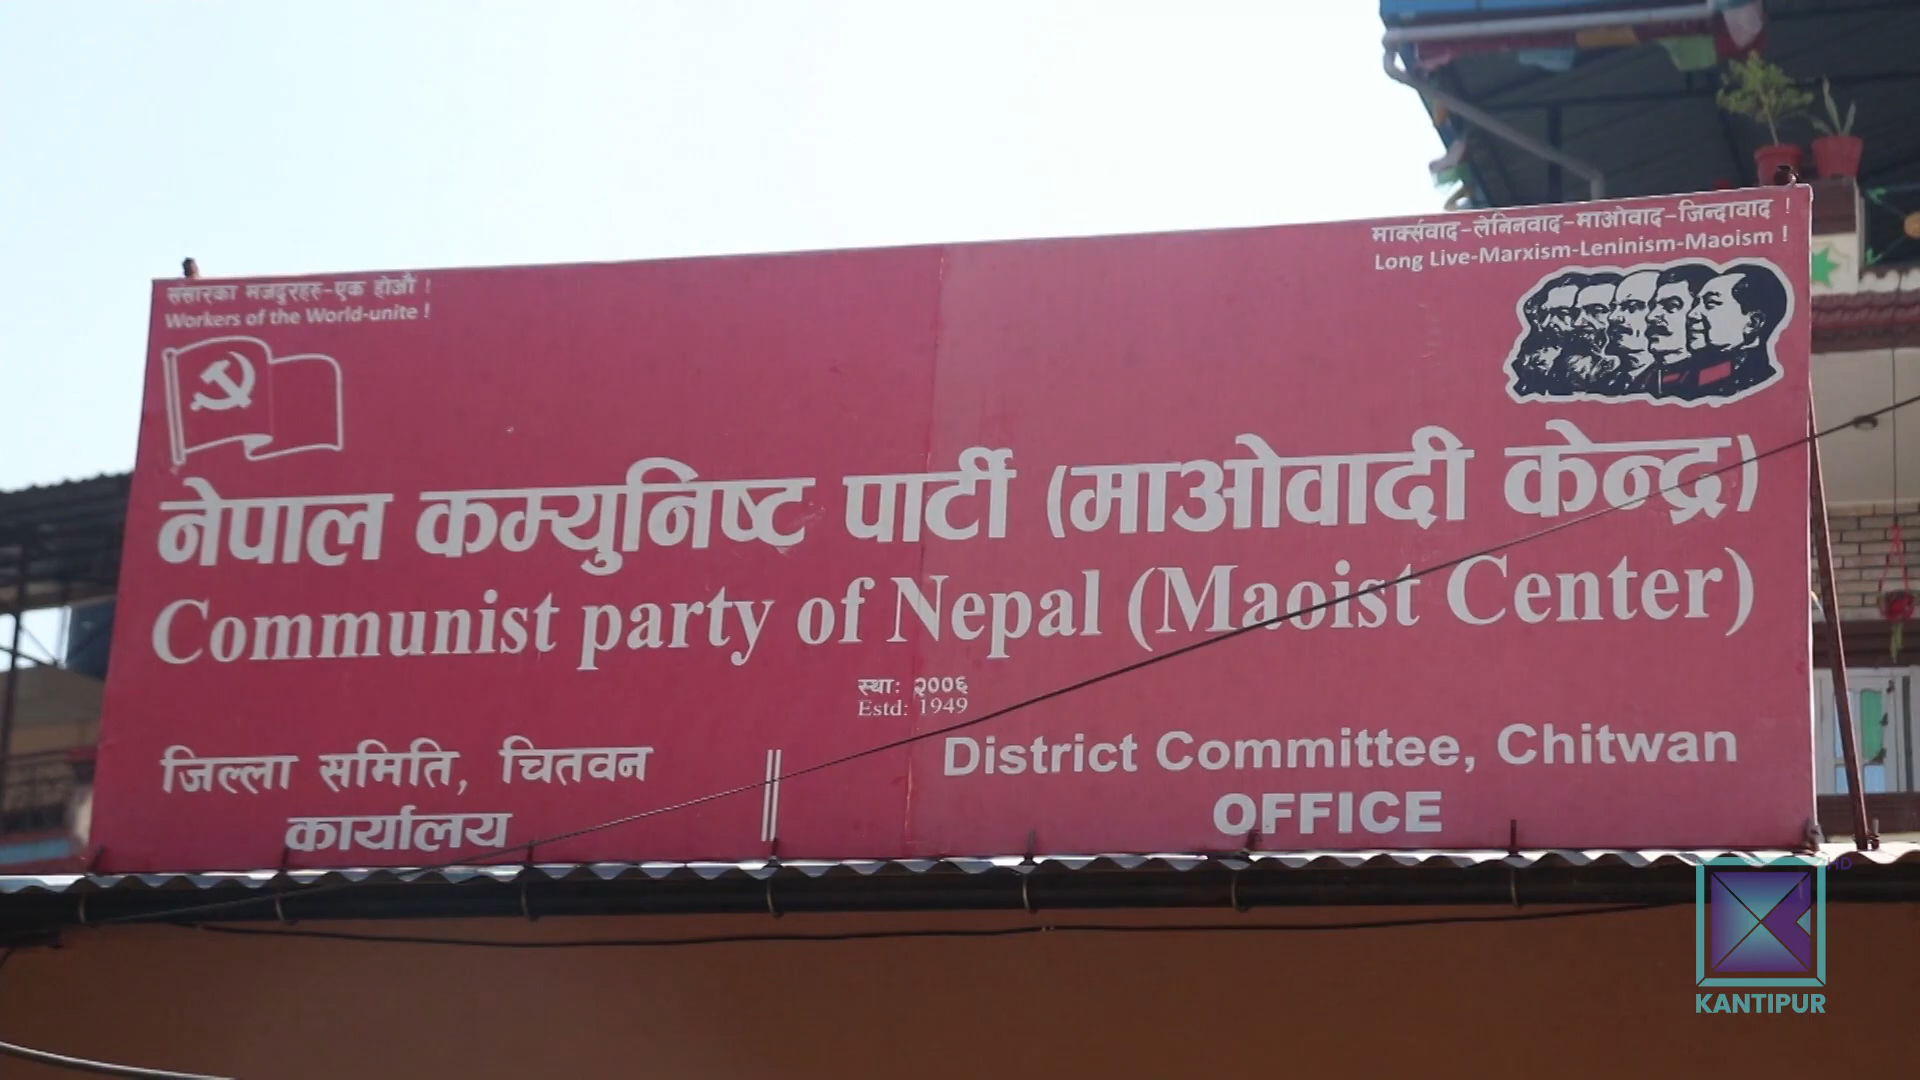 संसारका मजदुरहरु-एक होऔं !
Workers of the World-unite !
मार्क्सवाद-लेनिनवाद-माओवाद-जिन्दावाद !
Long Live-Marxism-Leninism-Maoism !
नेपाल कम्युनिष्ट पार्टी (माओवादी केन्द्र)
Communist party of Nepal (Maoist Center)
स्था: २००६
Estd: 1949
जिल्ला समिति, चितवन
कार्यालय
District Committee, Chitwan
OFFICE
HD
KANTIPUR